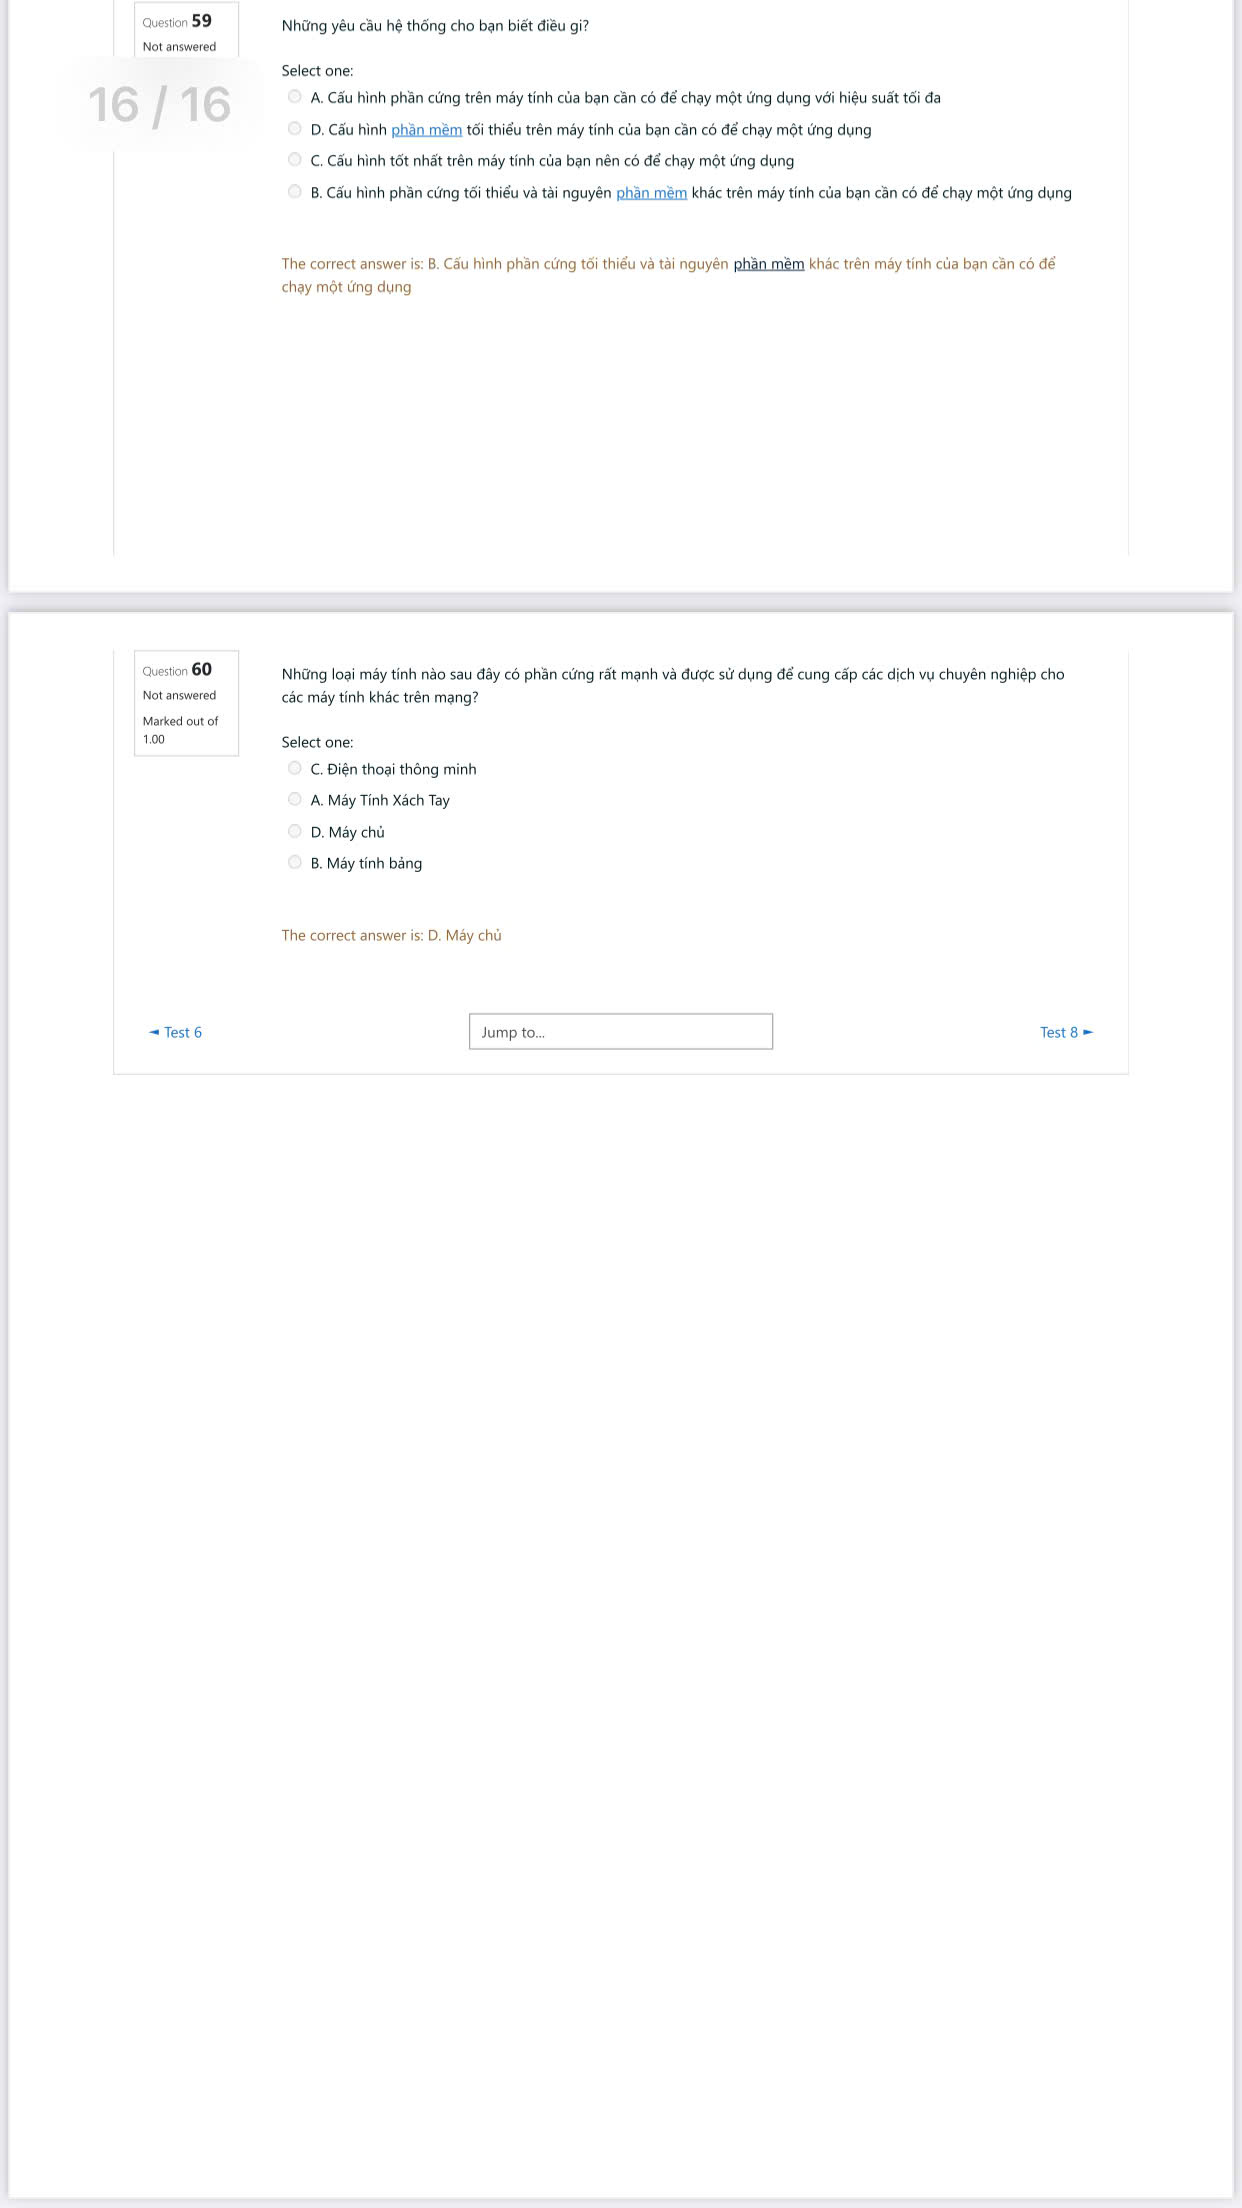 Question 59
Not answered
16 / 16
Những yêu cầu hệ thống cho bạn biết điều gì?
Select one:
A. Cấu hình phần cứng trên máy tính của bạn cần có để chạy một ứng dụng với hiệu suất tối đa
D. Cấu hình phần mềm tối thiểu trên máy tính của bạn cần có để chạy một ứng dụng
C. Cấu hình tốt nhất trên máy tính của bạn nên có để chạy một ứng dụng
B. Cấu hình phần cứng tối thiểu và tài nguyên phần mềm khác trên máy tính của bạn cần có để chạy một ứng dụng
The correct answer is: B. Cấu hình phần cứng tối thiểu và tài nguyên phần mềm khác trên máy tính của bạn cần có để
chạy một ứng dụng
Question 60
Not answered
Marked out of
1.00
Những loại máy tính nào sau đây có phần cứng rất mạnh và được sử dụng để cung cấp các dịch vụ chuyên nghiệp cho
các máy tính khác trên mạng?
Select one:
C. Điện thoại thông minh
A. Máy Tính Xách Tay
D. Máy chủ
B. Máy tính bảng
The correct answer is: D. Máy chủ
◄ Test 6
Jump to...
Test 8 ►